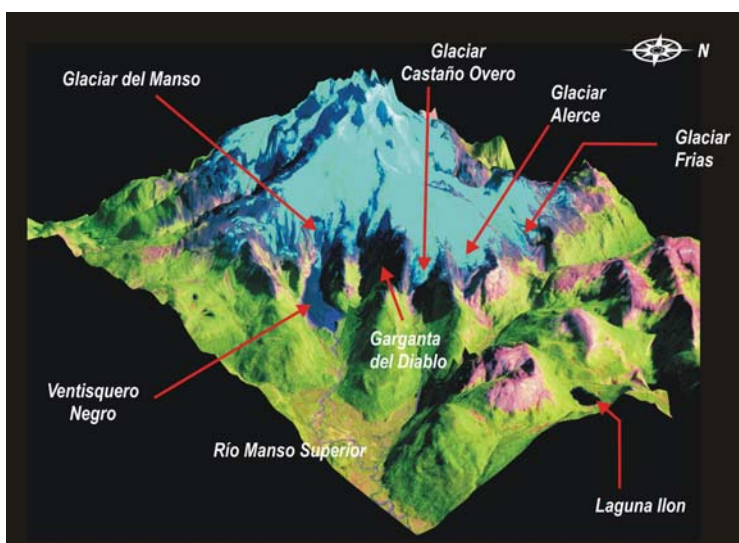 N
Glaciar del Manso
Glaciar
Castaño Overo
Glaciar
Alerce
Glaciar
Frias
Garganta
del Diablo
Ventisquero
Negro
Río Manso Superior
Laguna Ilon